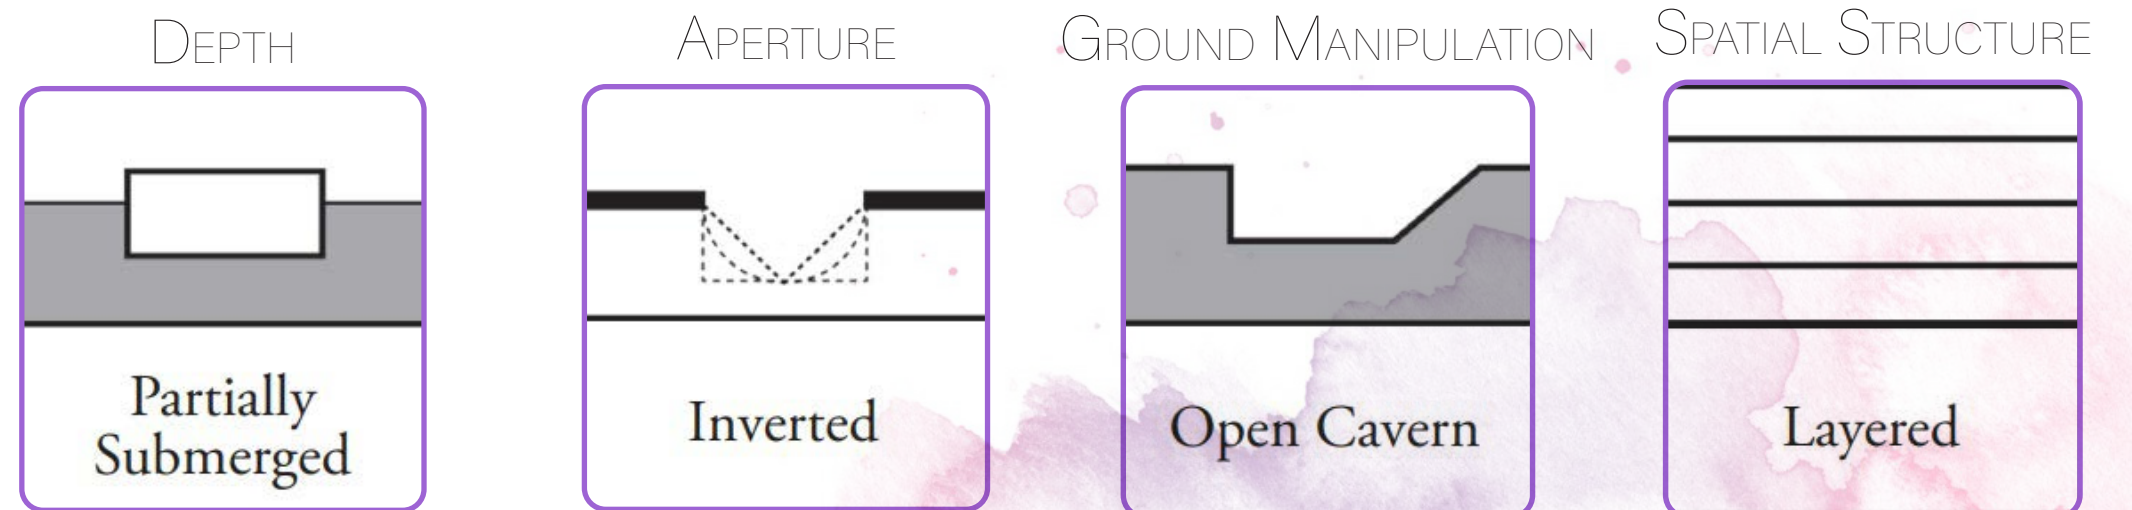 DEPTH
APERTURE
GROUND MANIPULATION
SPATIAL STRUCTURE
Partially
Submerged
Inverted
Open Cavern
Layered